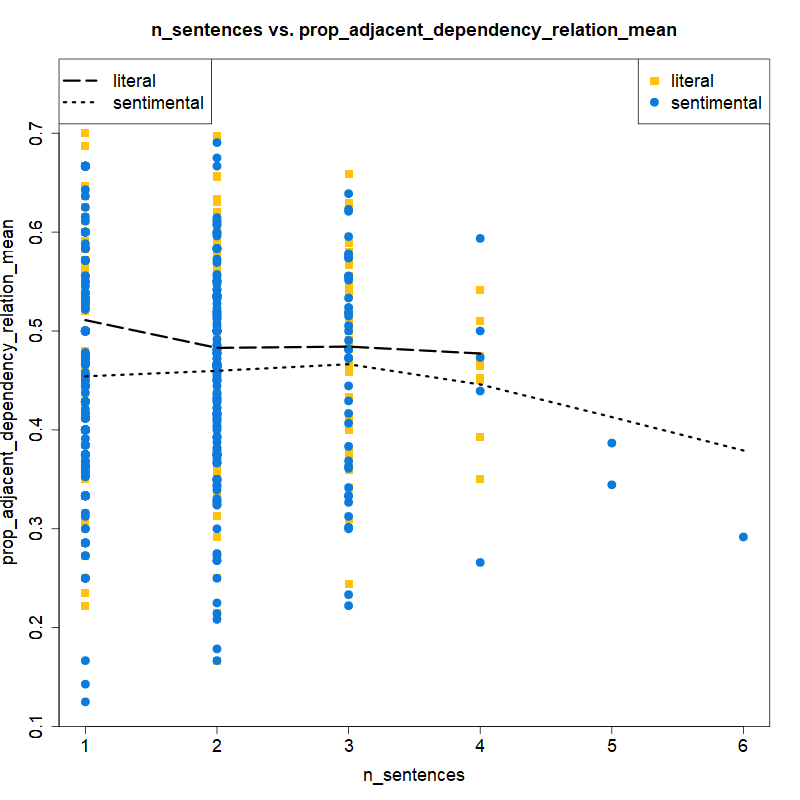 n_sentences vs. prop_adjacent_dependency_relation_mean
literal
sentimental
literal
sentimental
prop_adjacent_dependency_relation_mean
0.7
0.6
0.5
0.4
0.3
0.2
0.1
1 2 3 4 5 6
n_sentences